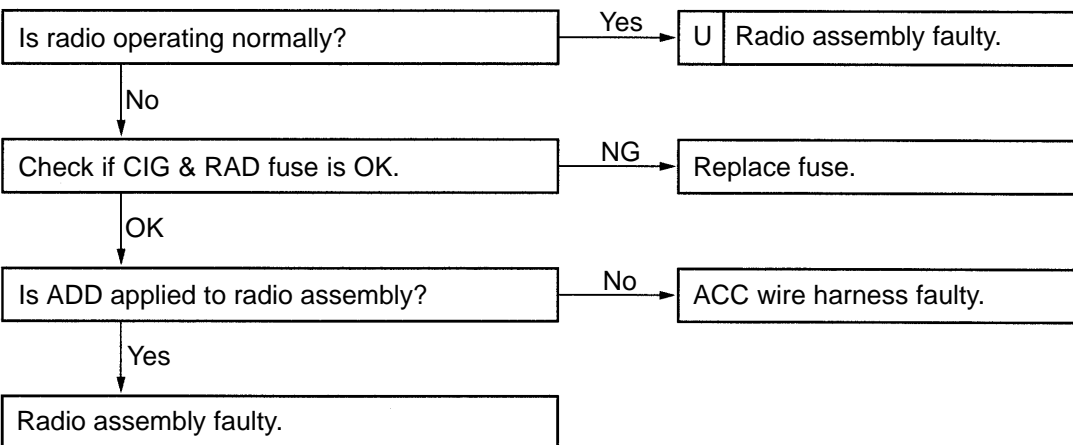 Is radio operating normally?
Yes
U Radio assembly faulty.
No
Check if CIG & RAD fuse is OK.
NG
Replace fuse.
OK
Is ADD applied to radio assembly?
No
ACC wire harness faulty.
Yes
Radio assembly faulty.